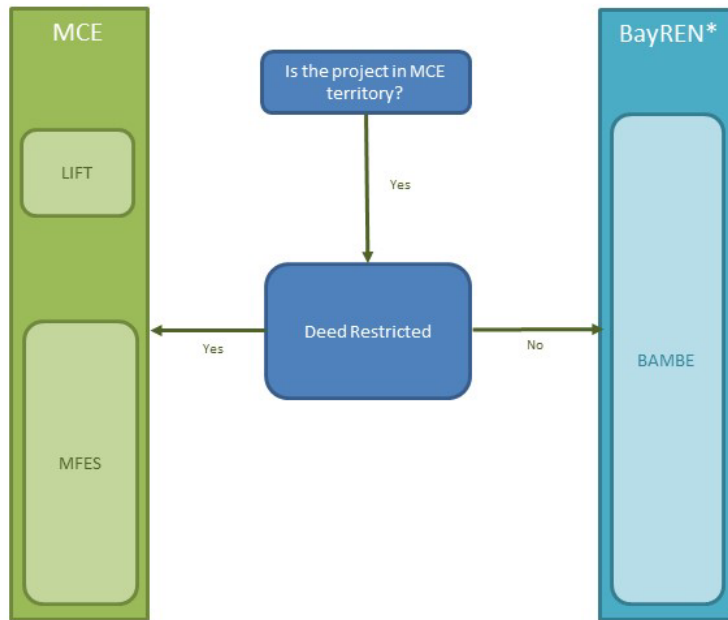 MCE
BayREN*
Is the project in MCE
territory?
LIFT
Yes
Deed Restricted
Yes
No
BAMBE
MFES